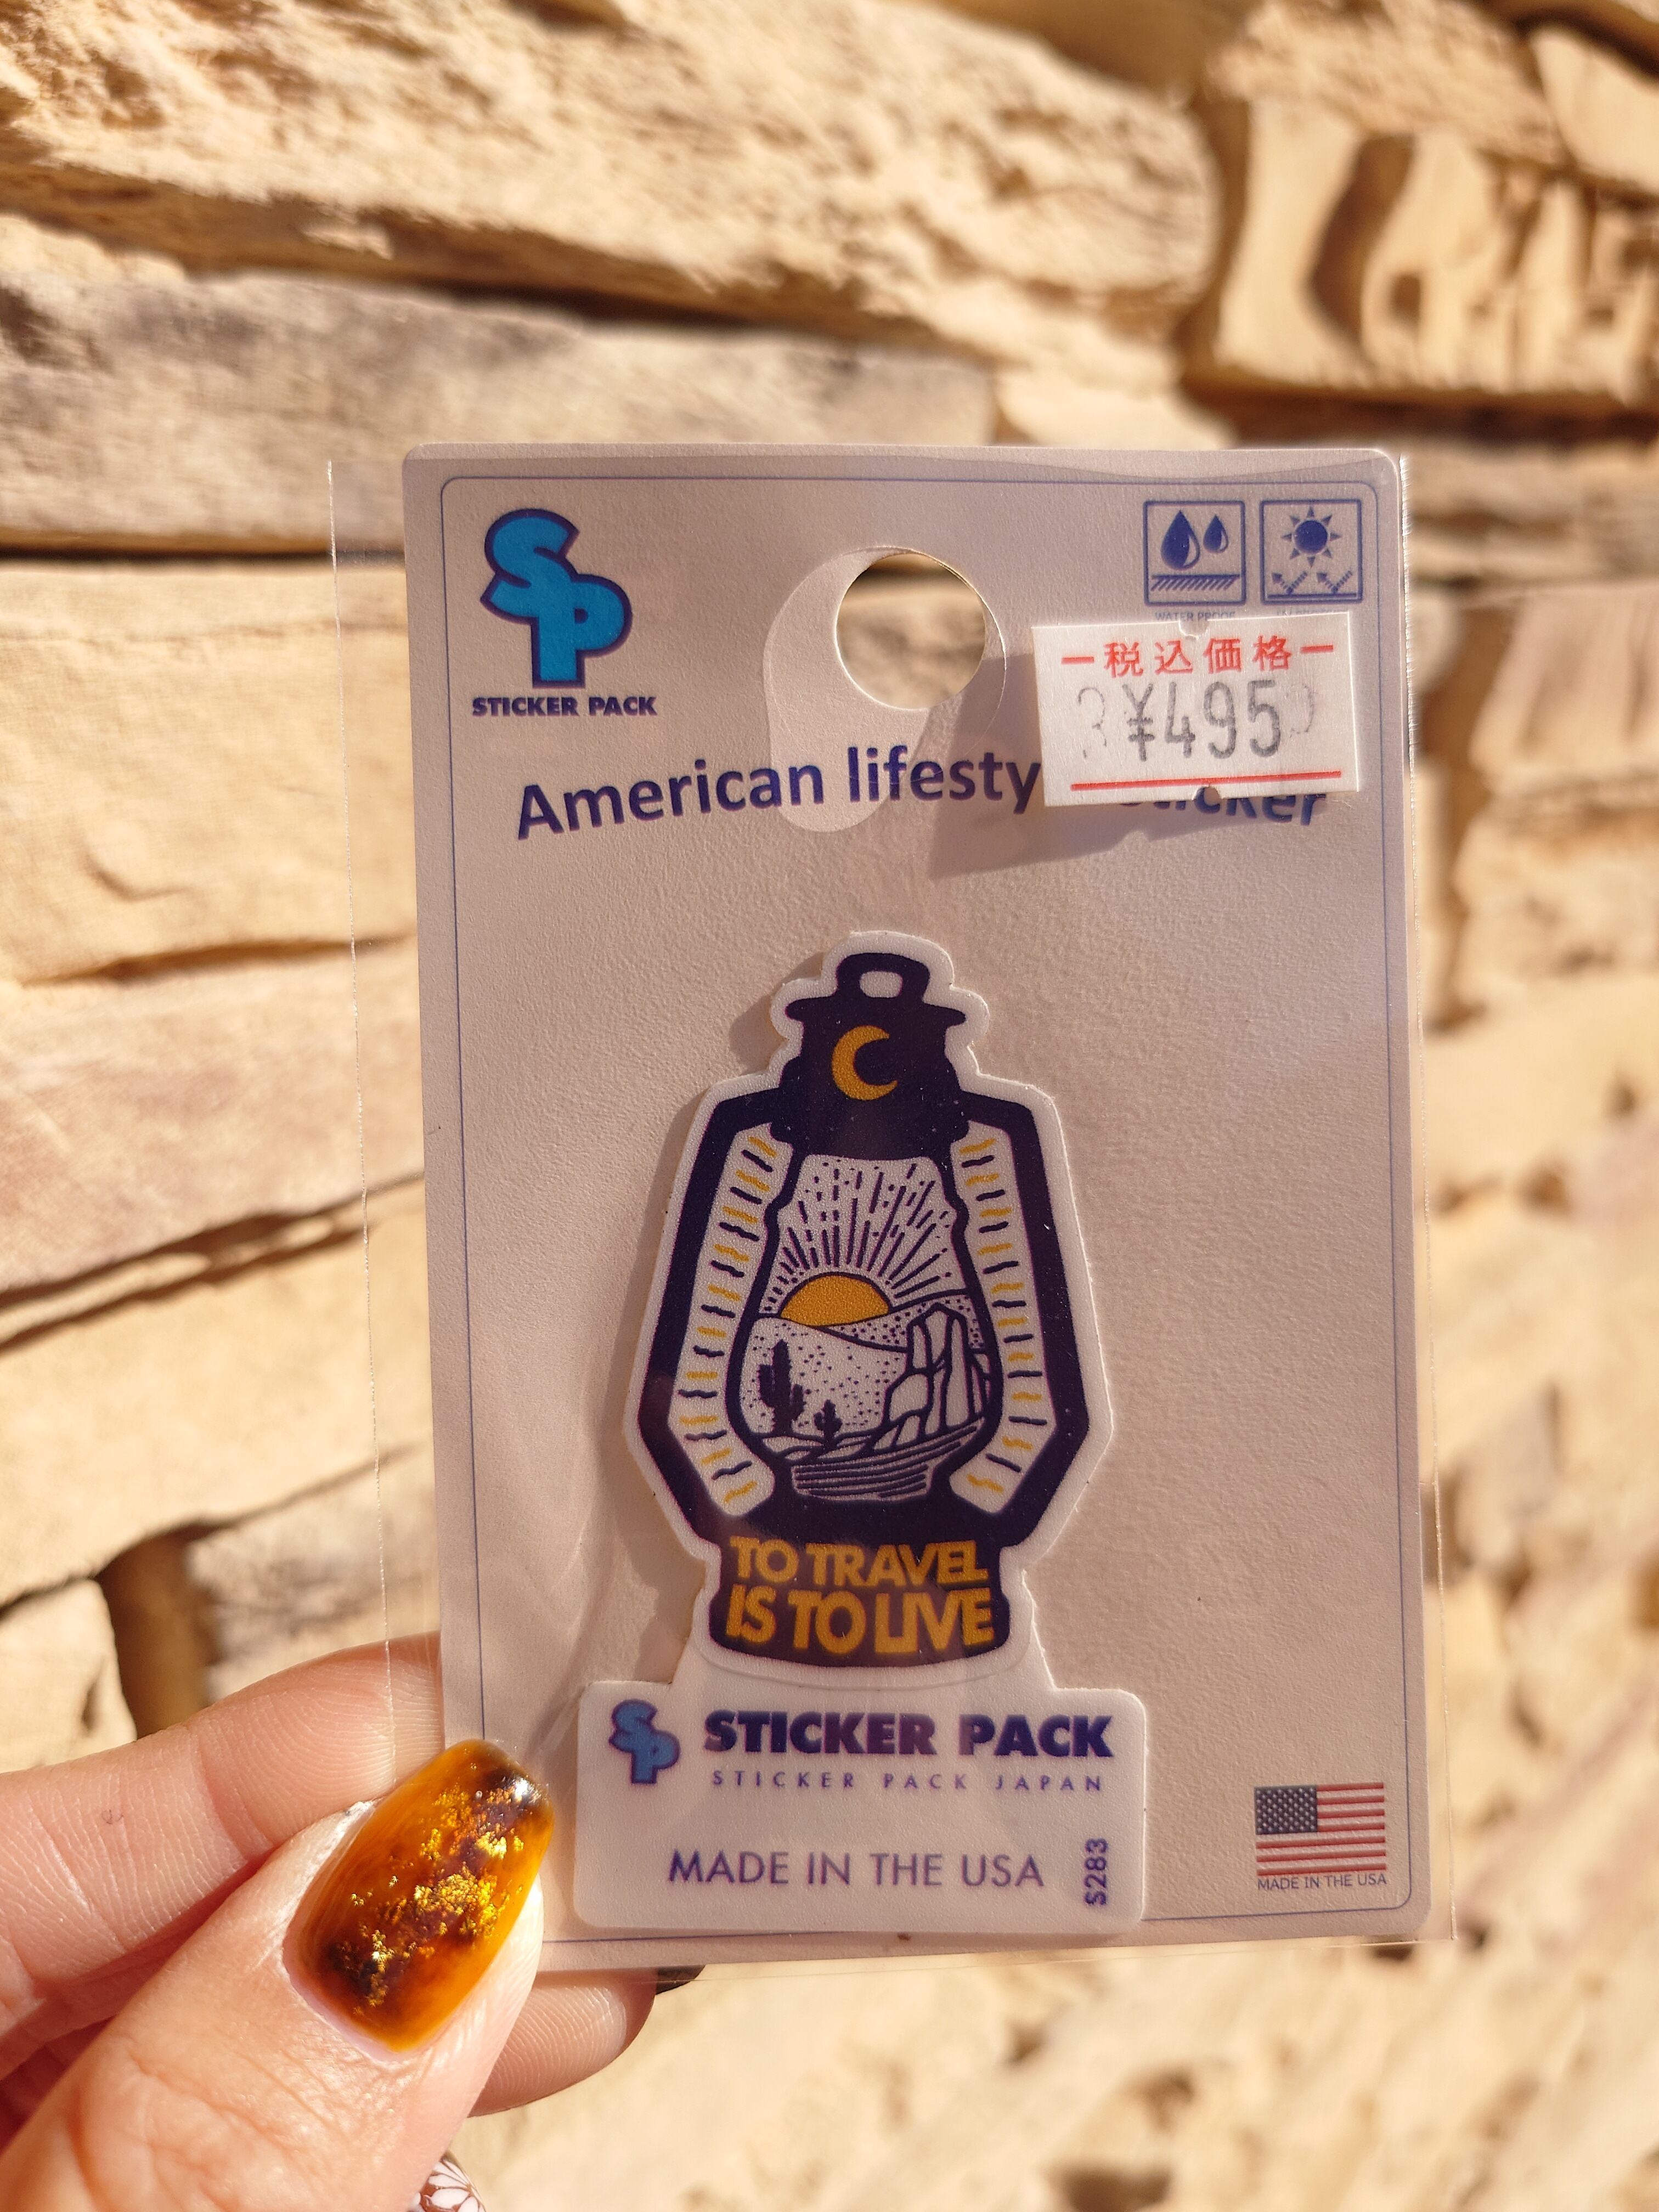 SP
STICKER PACK
WATER PROOF
税込価格
¥495
American lifesty
sticker
TO TRAVEL
IS TO LIVE
SP STICKER PACK
STICKER PACK JAPAN
MADE IN THE USA
S283
MADE IN THE USA